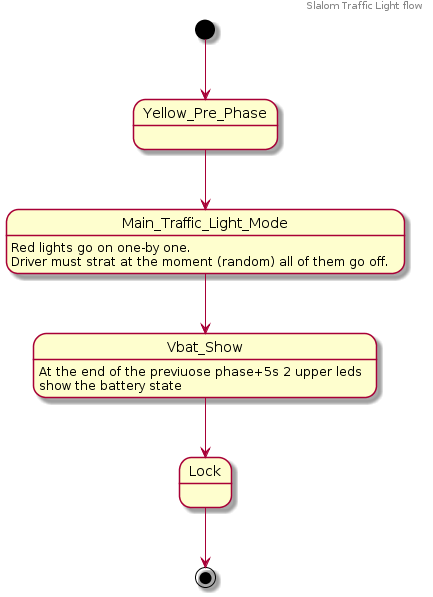 Slalom Traffic Light flow
Yellow_Pre_Phase
Main_Traffic_Light_Mode
Red lights go on one-by one.
Driver must strat at the moment (random) all of them go off.
Vbat_Show
At the end of the previuose phase+5s 2 upper leds
show the battery state
Lock